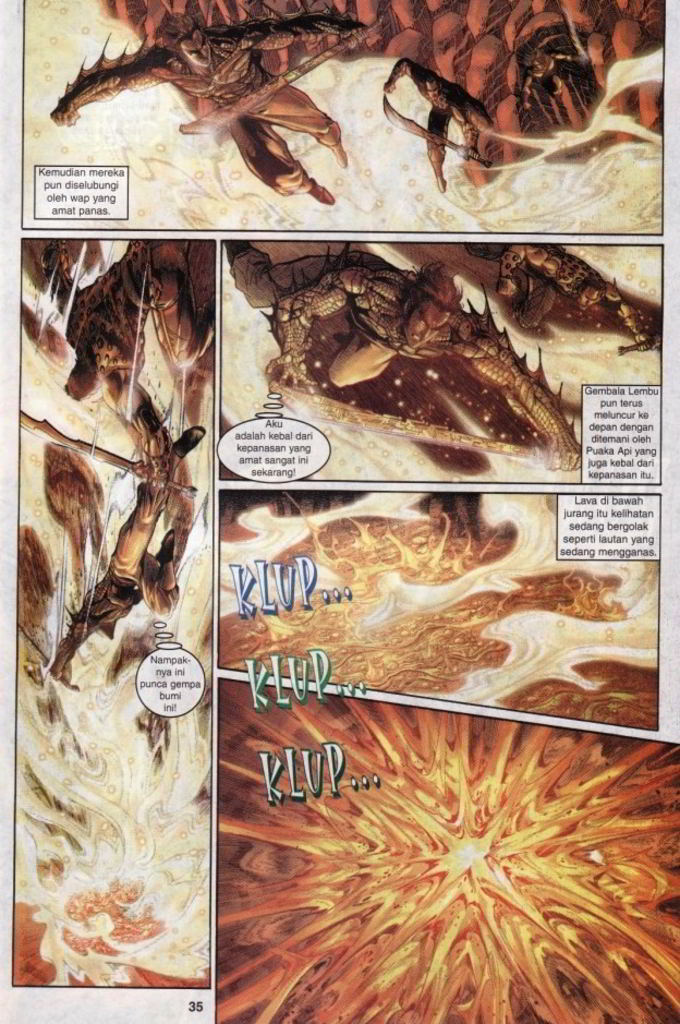 Kemudian mereka
pun diselubungi
oleh wap yang
amat panas.
Nampak-
nya ini
punca gempa
bumi
ini!
Aku
adalah kebal dari
kepanasan yang
amat sangat ini
sekarang!
Gembala Lembu
pun terus
meluncur ke
depan dengan
ditemani oleh
Puaka Api yang
juga kebal dari
kepanasan itu.
Lava di bawah
jurang itu kelihatan
sedang bergolak
seperti lautan yang
sedang mengganas.
KLUP...
KLUP...
KLUP...
35